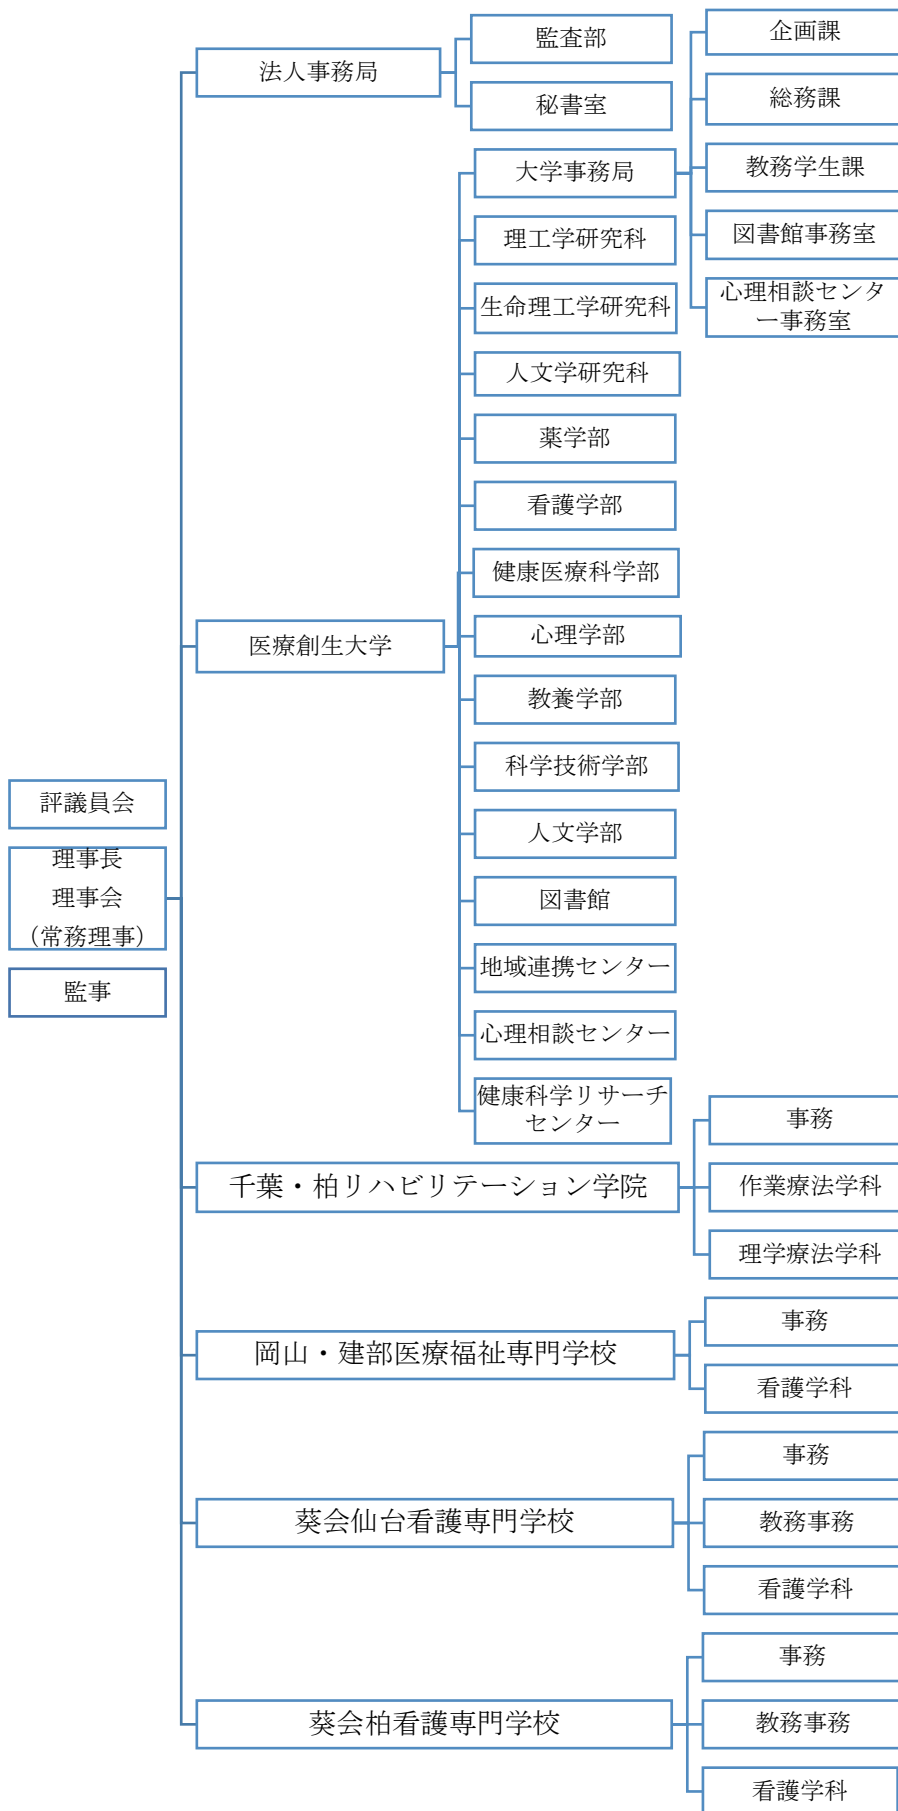 評議員会
理事長
理事会
（常務理事）
監事
法人事務局
監査部
秘書室
医療創生大学
大学事務局
企画課
総務課
教務学生課
図書館事務室
心理相談センタ
ー事務室
理工学研究科
生命理工学研究科
人文学研究科
薬学部
看護学部
健康医療科学部
心理学部
教養学部
科学技術学部
人文学部
図書館
地域連携センター
心理相談センター
健康科学リサーチ
センター
千葉・柏リハビリテーション学院
事務
作業療法学科
理学療法学科
岡山・建部医療福祉専門学校
事務
看護学科
葵会仙台看護専門学校
事務
教務事務
看護学科
葵会柏看護専門学校
事務
教務事務
看護学科